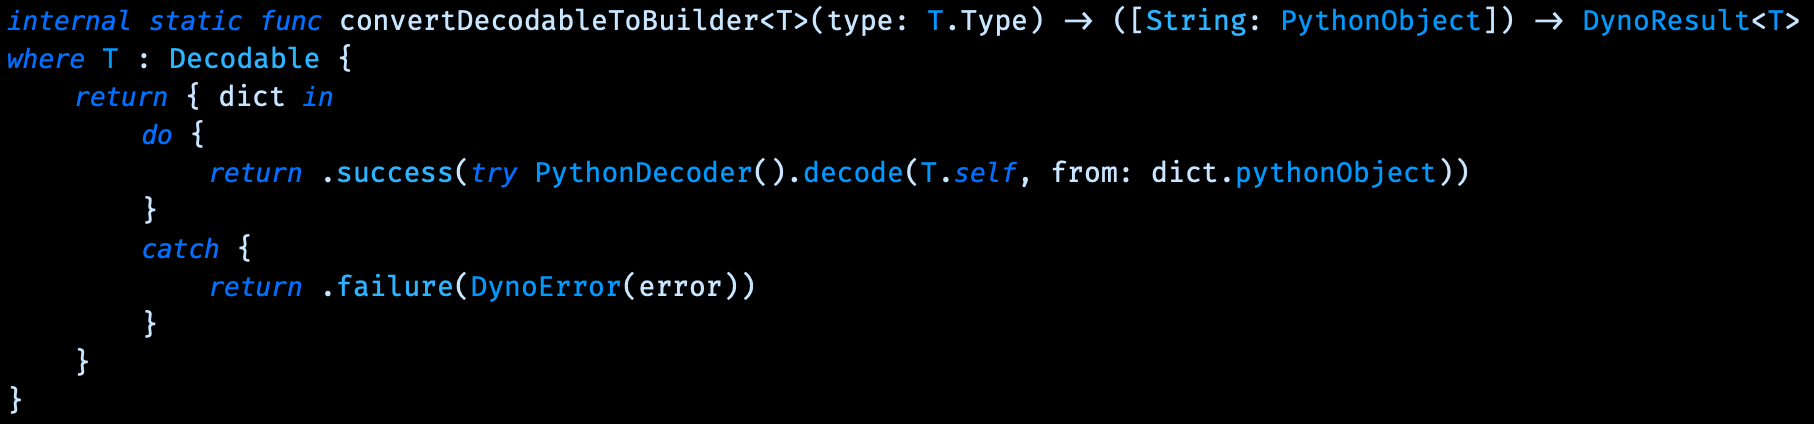 internal static func convertDecodableToBuilder<T>(type: T.Type) -> ([String: PythonObject]) -> DynoResult<T>
where T : Decodable {
    return { dict in
        do {
            return .success(try PythonDecoder().decode(T.self, from: dict.pythonObject))
        }
        catch {
            return .failure(DynoError(error))
        }
    }
}